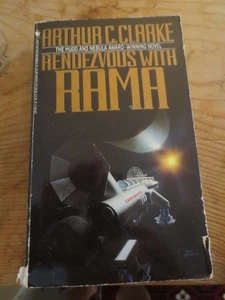 ARTHUR C. CLARKE
THE HUGO AND NEBULA AWARD-WINNING NOVEL
RENDEZVOUS WITH
RAMA